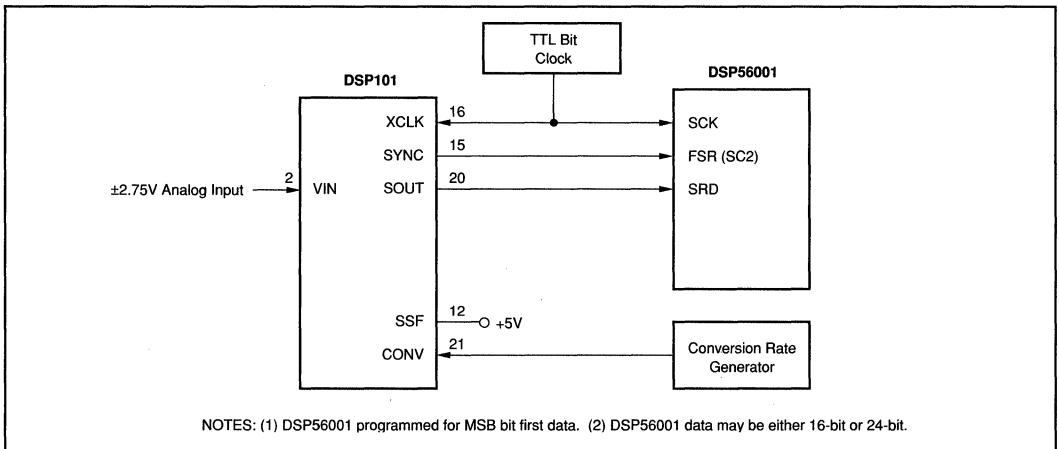 TTL Bit
Clock
DSP101
DSP56001
XCLK 16 SCK
SYNC 15 FSR (SC2)
±2.75V Analog Input 2 VIN SOUT 20 SRD
SSF 12 +5V
CONV 21 Conversion Rate
Generator
NOTES: (1) DSP56001 programmed for MSB bit first data. (2) DSP56001 data may be either 16-bit or 24-bit.